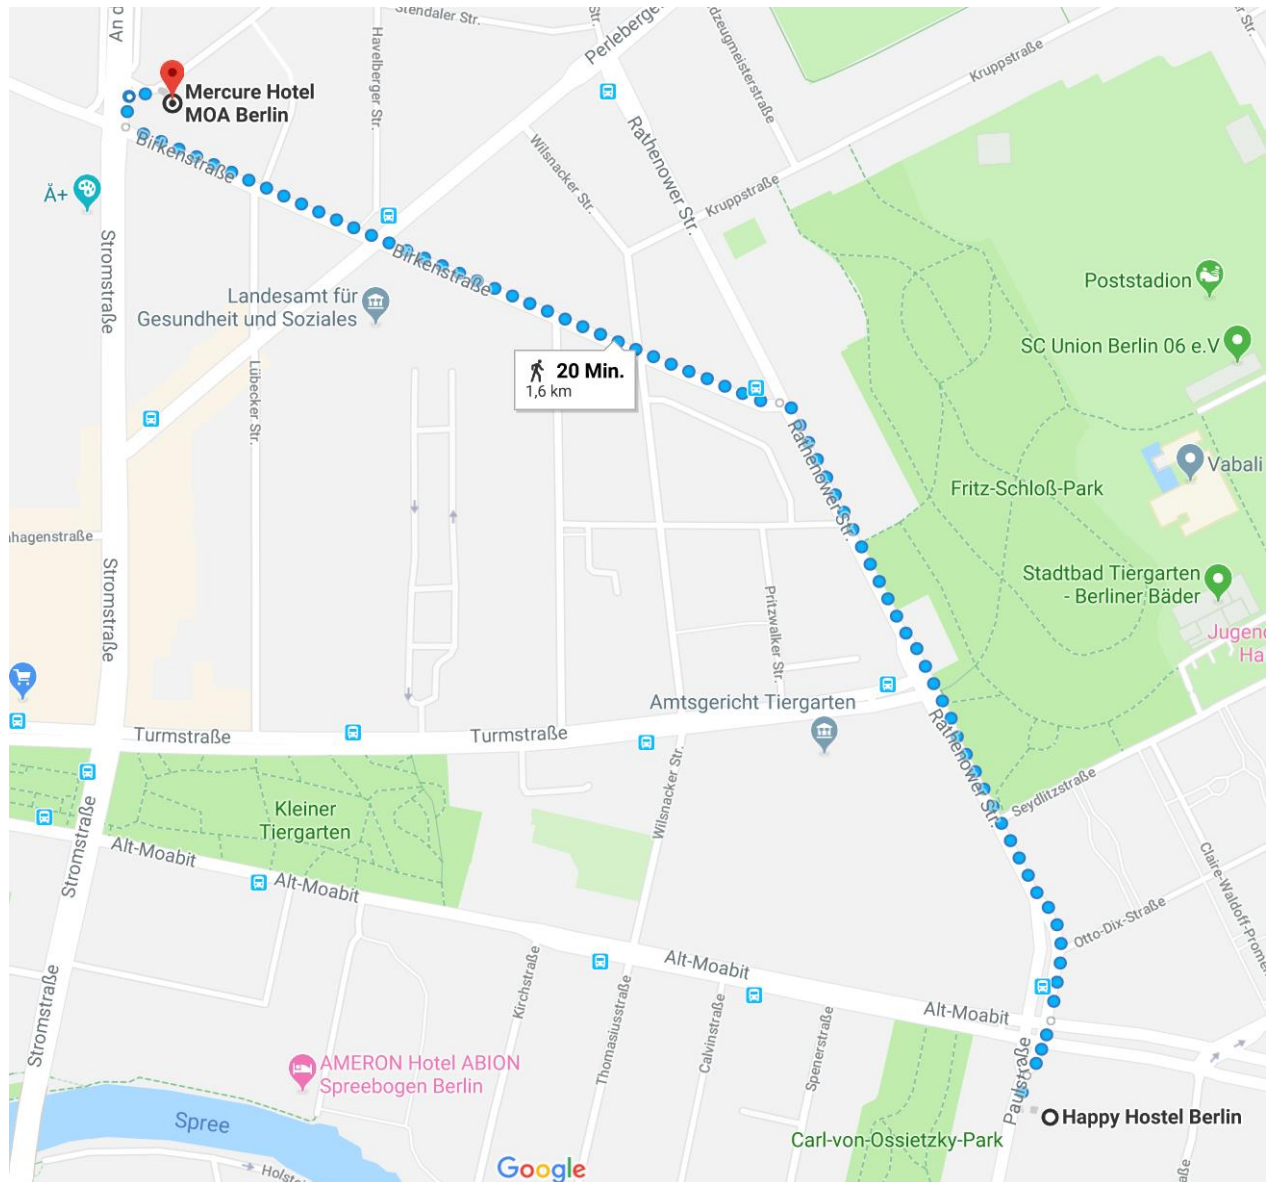 Stendaler Str.
Havelberger Str.
Perleberger
Kruppstraße
Mercure Hotel
MOA Berlin
Rathenower Str.
Wilsnacker Str.
Birkenstraße
Kruppstraße
Å+
Stromstraße
Birkenstraße
Poststadion
Landesamt für
Gesundheit und Soziales
SC Union Berlin 06 e.V
20 Min.
1,6 km
Lübecker Str.
Rathenower Str.
Vabali
Fritz-Schloß-Park
Stromstraße
Stadtbad Tiergarten
- Berliner Bäder
Pritzwalker Str.
Amtsgericht Tiergarten
Turmstraße
Turmstraße
Rathenower Str.
Wilsnacker Str.
Seydlitzstraße
Kleiner
Tiergarten
Stromstraße
Alt-Moabit
Alt-Moabit
Otto-Dix-Straße
Alt-Moabit
Kirchstraße
Thomasiusstraße
Calvinstraße
Spenerstraße
Alt-Moabit
Stromstraße
Paulstraße
AMERON Hotel ABION
Spreebogen Berlin
Spree
Happy Hostel Berlin
Carl-von-Ossietzky-Park
Google